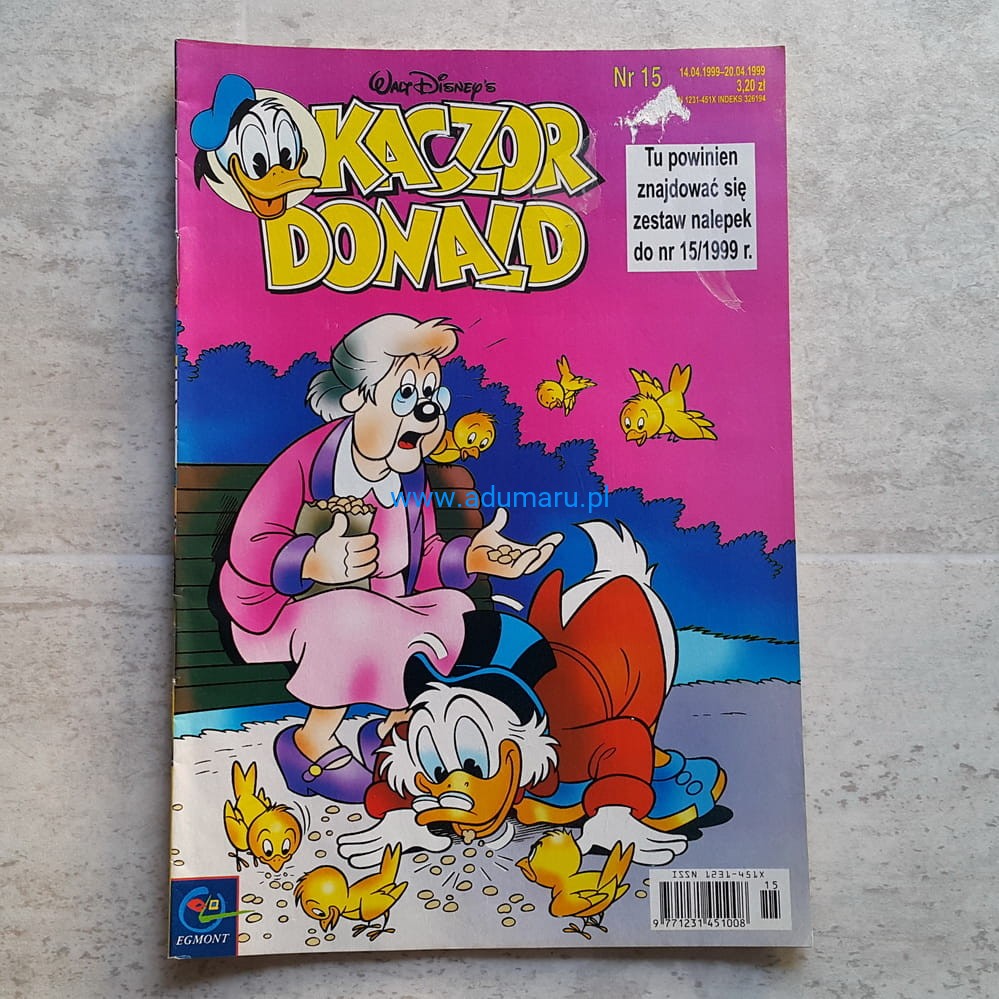 Walt Disney's
KACZOR
DONALD
Nr 15
14.04.1999–20.04.1999
3,20 zł
N 1231-451X INDEKS 326194
Tu powinien
znajdować się
zestaw nalepek
do nr 15/1999 r.
www.adumaru.pl
EGMONT
ISSN 1231-451X
15
9 771231 451008